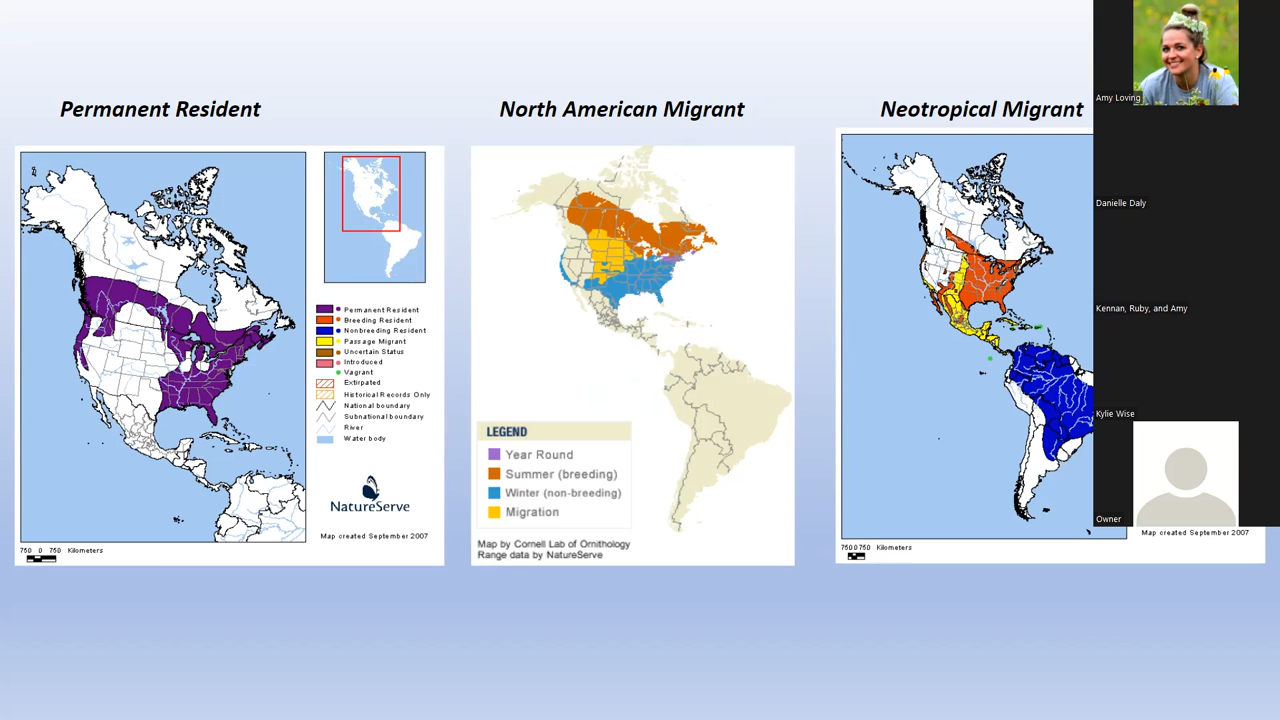 Permanent Resident
Permanent Resident
Breeding Resident
Nonbreeding Resident
Passage Migrant
Uncertain Status
Introduced
Vagrant
Extirpated
Historical Records Only
National boundary
Subnational boundary
River
Water body
NatureServe
Map created September 2007
750 0 750 Kilometers
North American Migrant
LEGEND
Year Round
Summer (breeding)
Winter (non-breeding)
Migration
Map by Cornell Lab of Ornithology
Range data by NatureServe
Neotropical Migrant
750 0 750 Kilometers
Map created September 2007
Amy Loving
Danielle Daly
Kennan, Ruby, and Amy
Kylie Wise
Owner